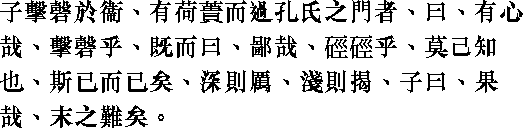 子擊磬於衞、有荷蕢而過孔氏之門者、曰、有心
哉、擊磬乎、既而曰、鄙哉、硜硜乎、莫己知
也、斯已而已矣、深則厲、淺則揭、子曰、果
哉、末之難矣。